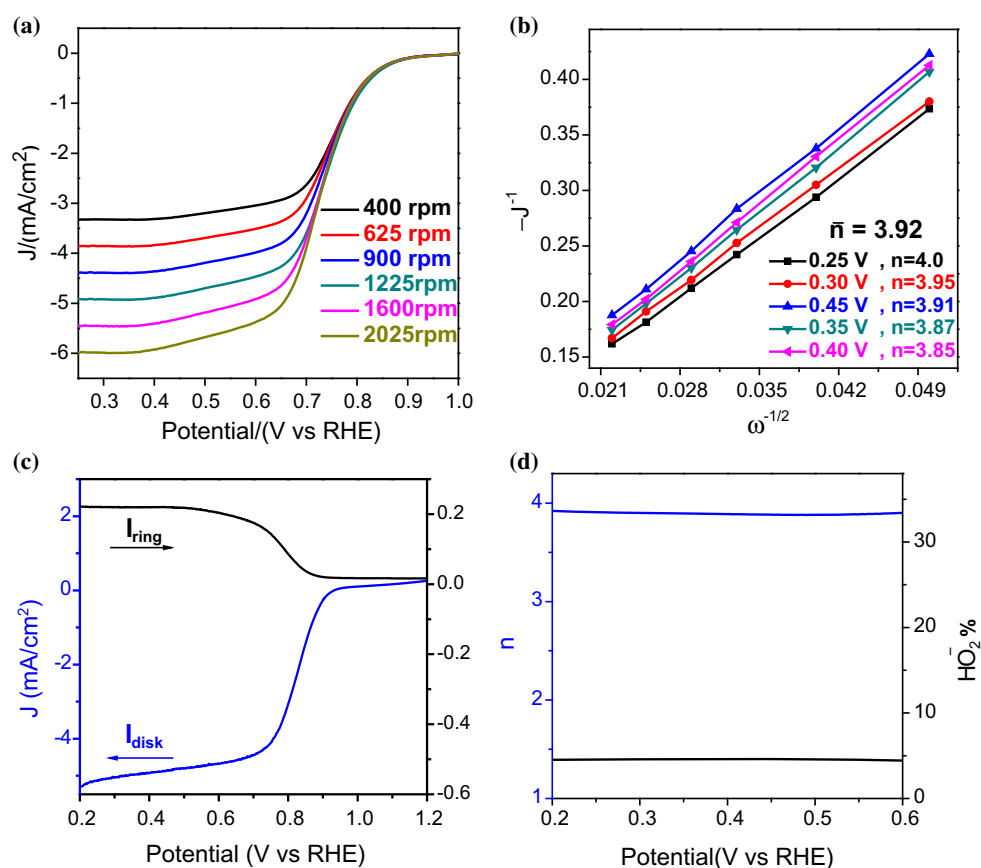 (a)
0
-1
-2
-3
-4
-5
-6
J/(mA/cm²)
400 rpm
625 rpm
900 rpm
1225rpm
1600rpm
2025rpm
0.3 0.4 0.5 0.6 0.7 0.8 0.9 1.0
Potential/(V vs RHE)
(b)
0.40
0.35
0.30
0.25
0.20
0.15
–J⁻¹
n̄ = 3.92
0.25 V , n=4.0
0.30 V , n=3.95
0.45 V , n=3.91
0.35 V , n=3.87
0.40 V , n=3.85
0.021 0.028 0.035 0.042 0.049
ω⁻¹/²
(c)
2
0
-2
-4
J (mA/cm²)
I_ring
I_disk
0.2
0.0
-0.2
-0.4
-0.6
0.2 0.4 0.6 0.8 1.0 1.2
Potential (V vs RHE)
(d)
4
3
2
1
n
30
20
10
0
HO₂⁻ %
0.2 0.3 0.4 0.5 0.6
Potential(V vs RHE)